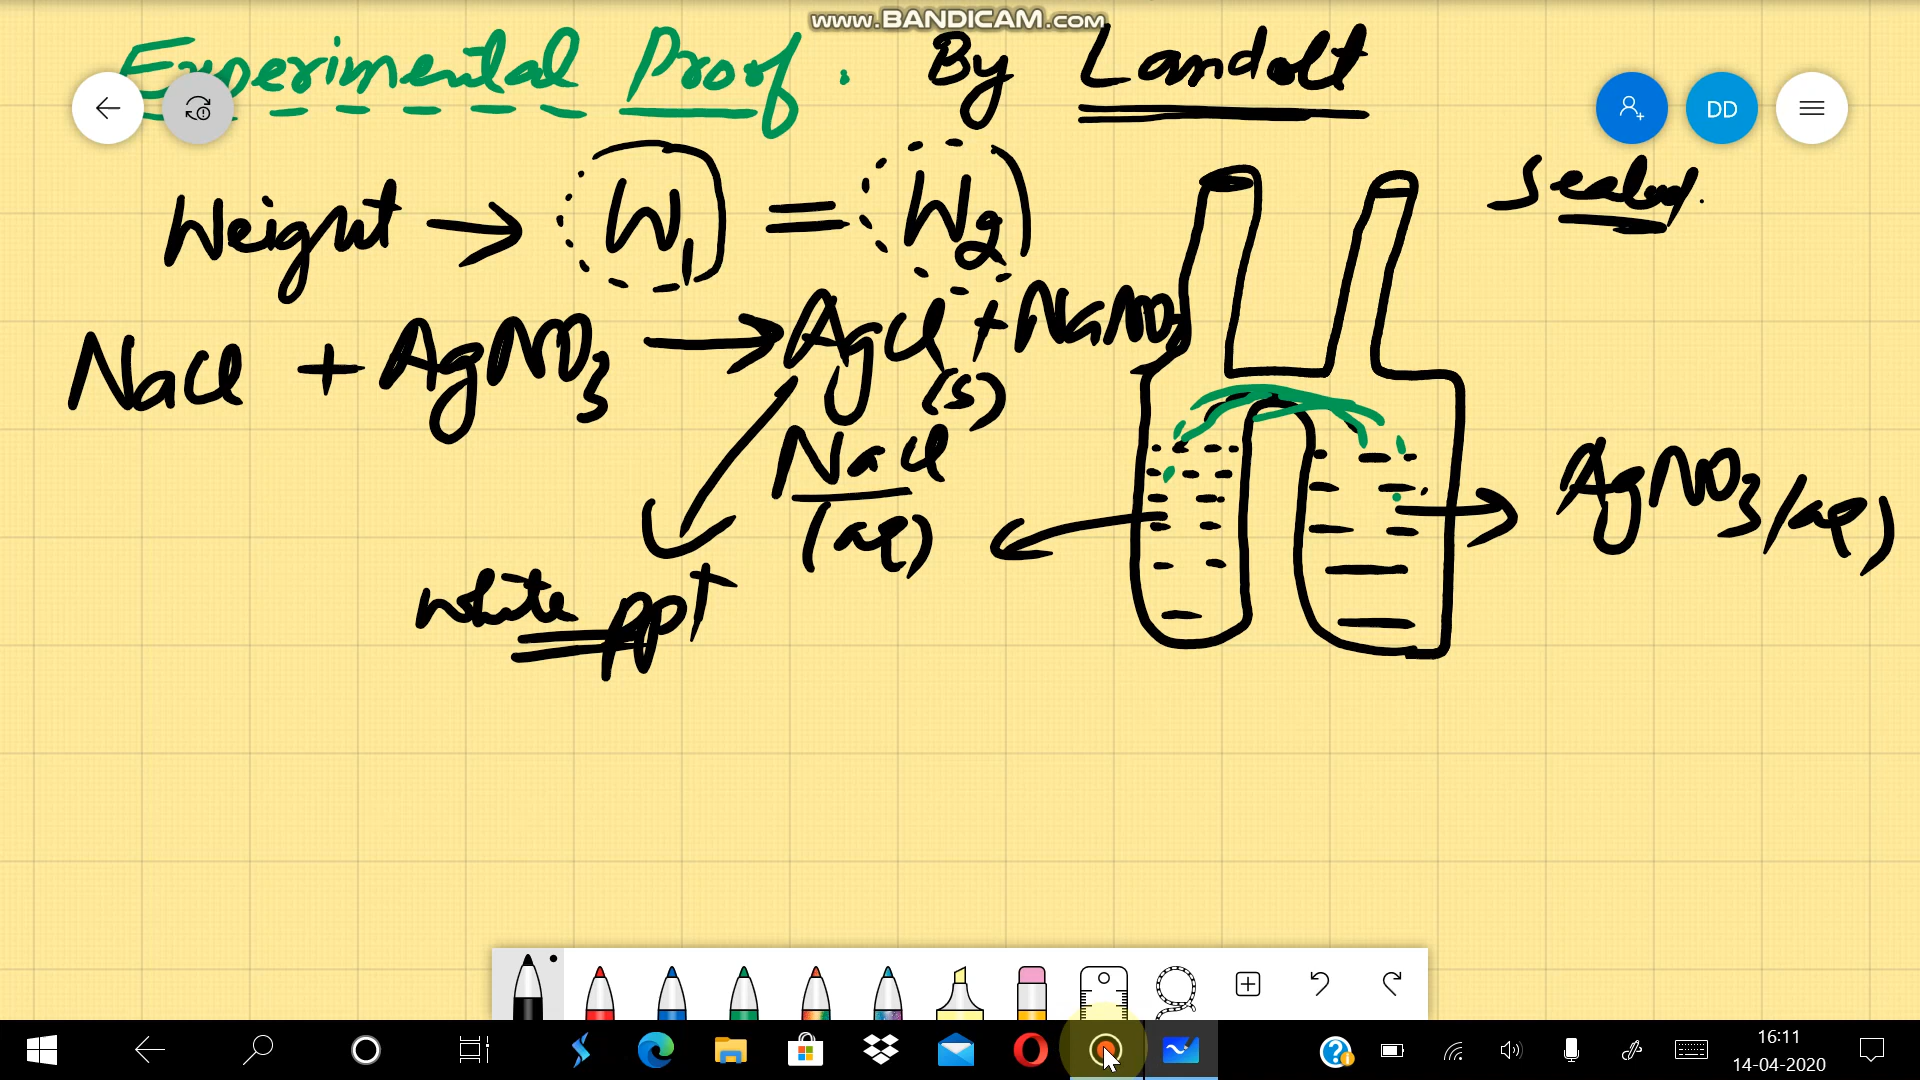 www.BANDICAM.com
Experimental Proof. By Landolt
DD
Sealed.
Weight → W₁ = W₂
NaCl + AgNO₃ → AgCl + NaNO₃
(s)
NaCl
(aq)
AgNO₃(aq)
white ppt
16:11
14-04-2020